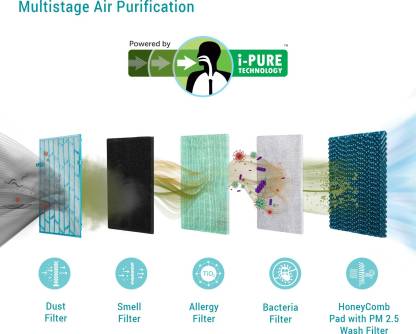 Multistage Air Purification
Powered by
i-PURE
TECHNOLOGY
™
TiO₂
Dust
Filter
Smell
Filter
Allergy
Filter
Bacteria
Filter
HoneyComb
Pad with PM 2.5
Wash Filter